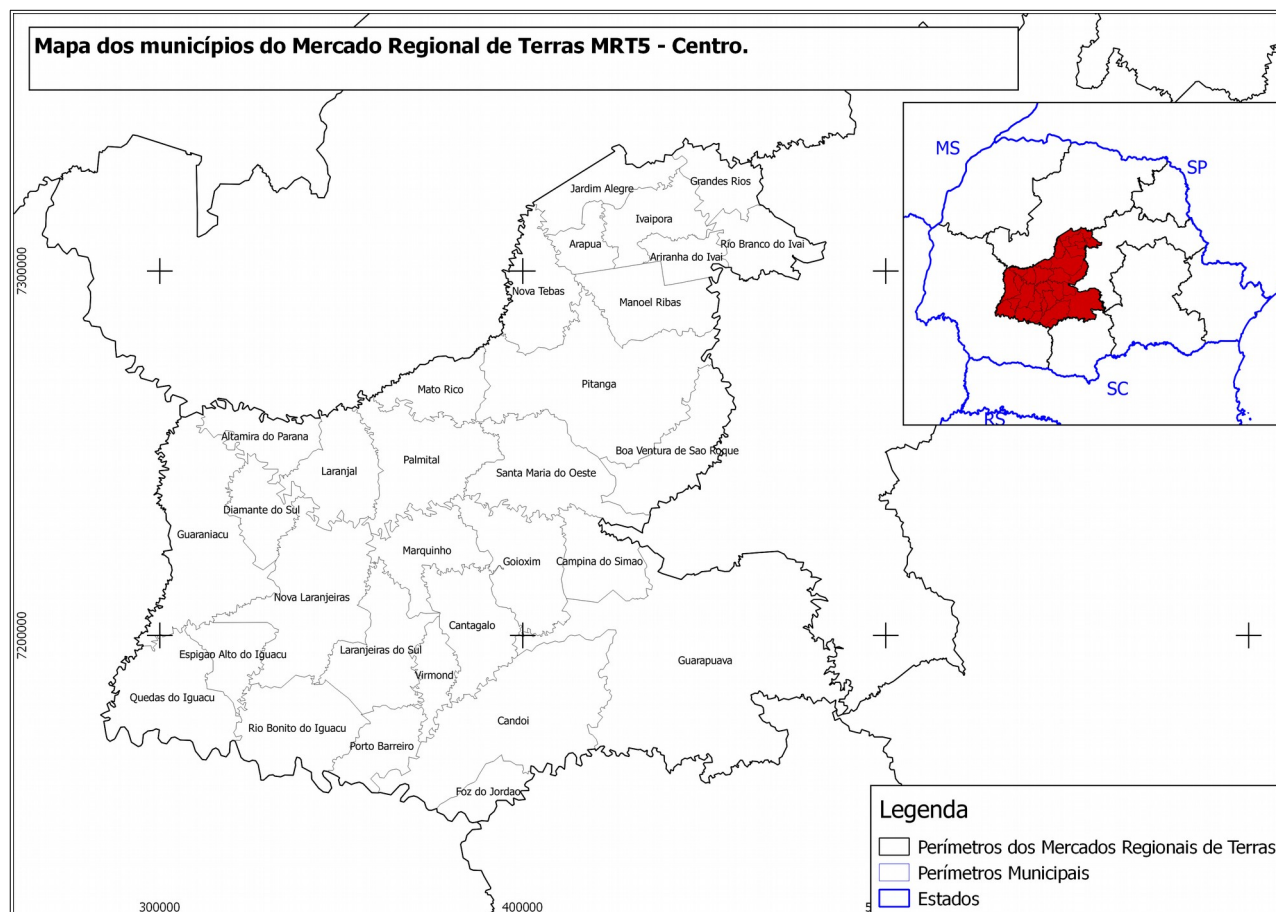 Mapa dos municípios do Mercado Regional de Terras MRT5 - Centro.
MS
SP
SC
RS
Grandes Rios
Jardim Alegre
Ivaipora
Arapua
Rio Branco do Ivai
Ariranha do Ivai
7300000
Nova Tebas
Manoel Ribas
Mato Rico
Pitanga
Altamira do Parana
Laranjal
Palmital
Santa Maria do Oeste
Boa Ventura de Sao Roque
Diamante do Sul
Guaraniacu
Marquinho
Goioxim
Campina do Simao
Nova Laranjeiras
Cantagalo
7200000
Espigao Alto do Iguacu
Laranjeiras do Sul
Guarapuava
Virmond
Quedas do Iguacu
Rio Bonito do Iguacu
Candoi
Porto Barreiro
Foz do Jordao
Legenda
Perímetros dos Mercados Regionais de Terras
Perímetros Municipais
Estados
300000
400000